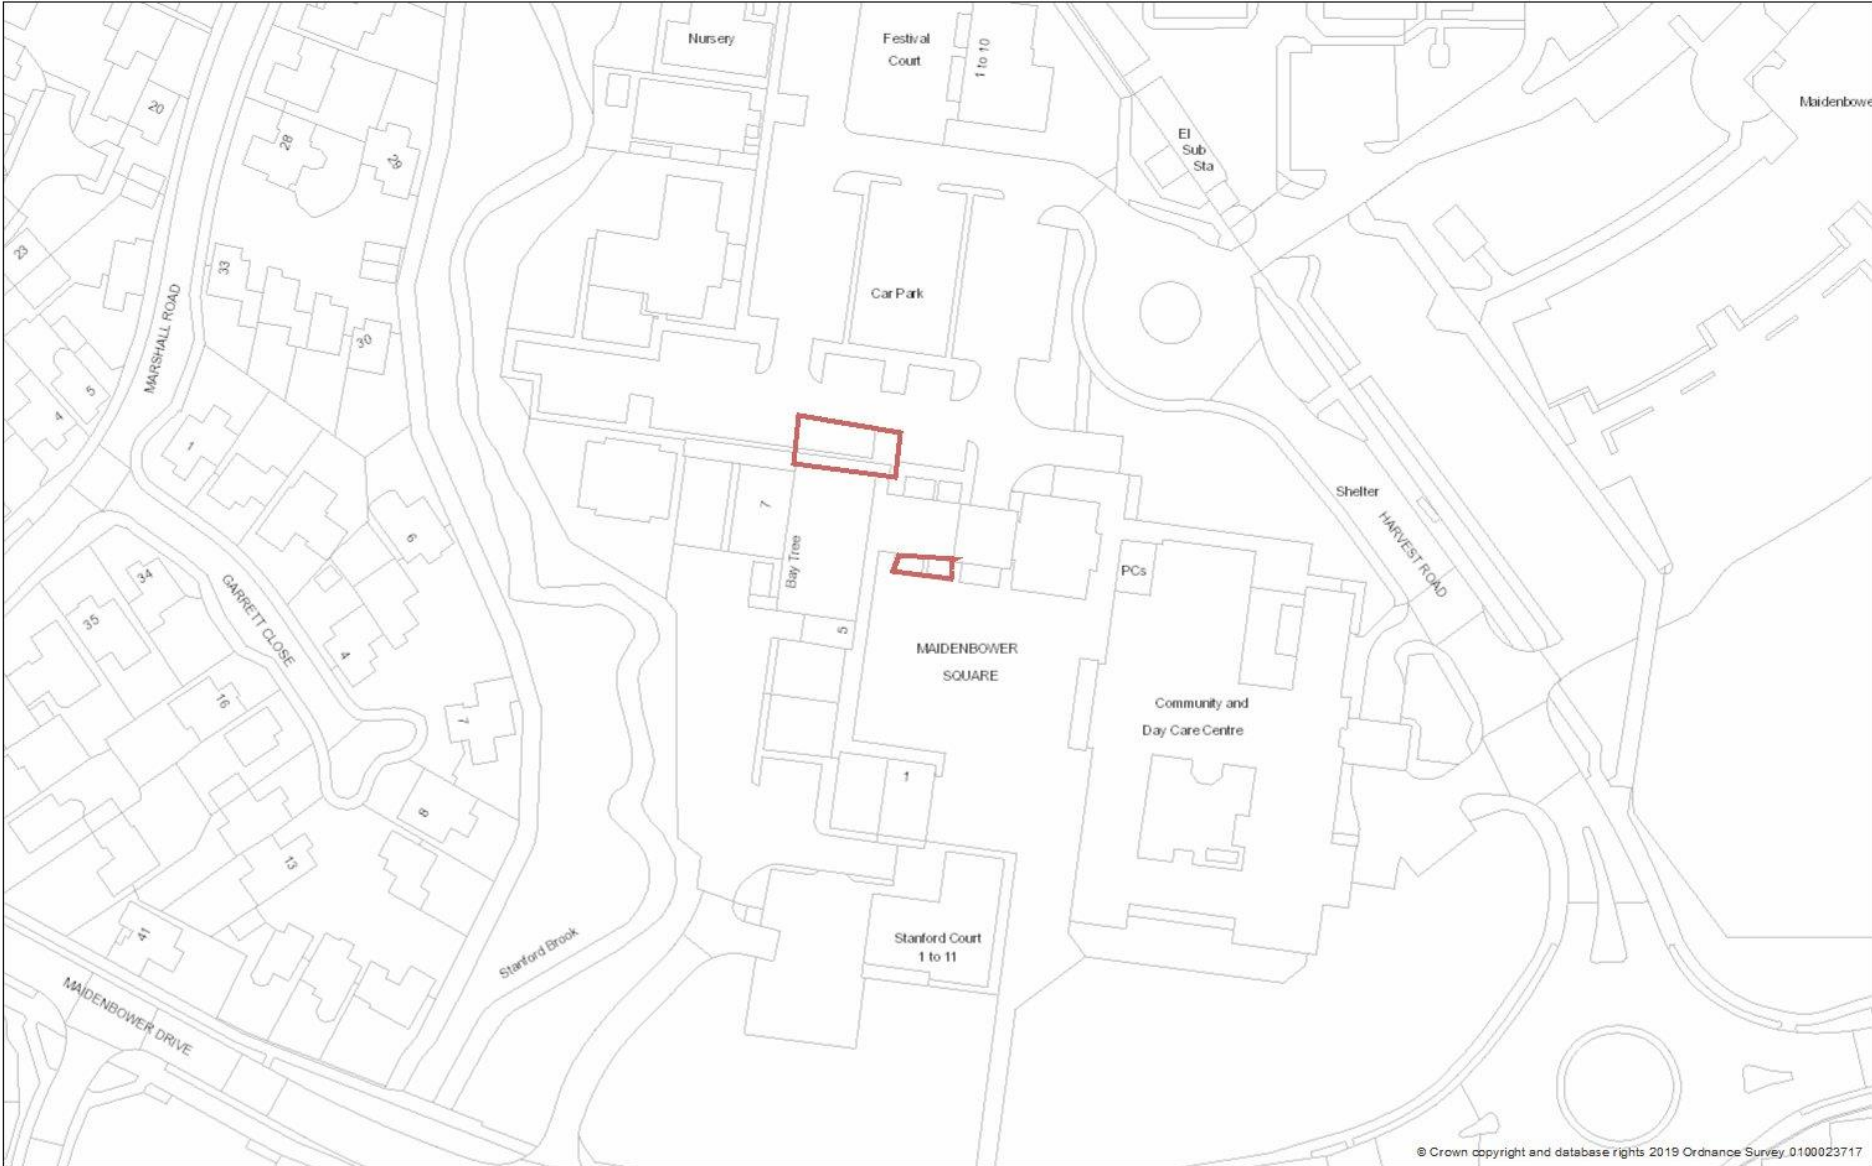 Nursery
Festival
Court
1 to 10
20
28
29
El
Sub
Sta
Maidenbowe
23
33
MARSHALL ROAD
Car Park
30
5
4
1
7
6
Bay Tree
Shelter
HARVEST ROAD
PCs
34
35
GARRETT CLOSE
4
5
MAIDENBOWER
SQUARE
16
7
Community and
Day Care Centre
1
8
13
41
Stanford Brook
Stanford Court
1 to 11
MAIDENBOWER DRIVE
© Crown copyright and database rights 2019 Ordnance Survey 0100023717